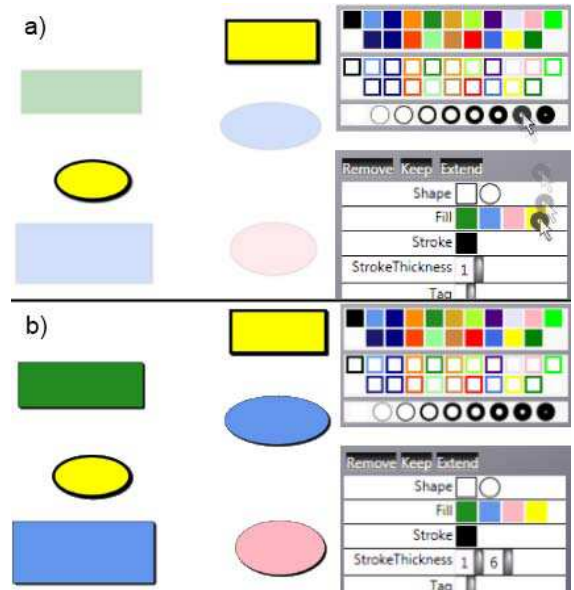 a)
Remove Keep Extend
Shape
Fill
Stroke
StrokeThickness 1
Tag
b)
Remove Keep Extend
Shape
Fill
Stroke
StrokeThickness 1 6
Tag